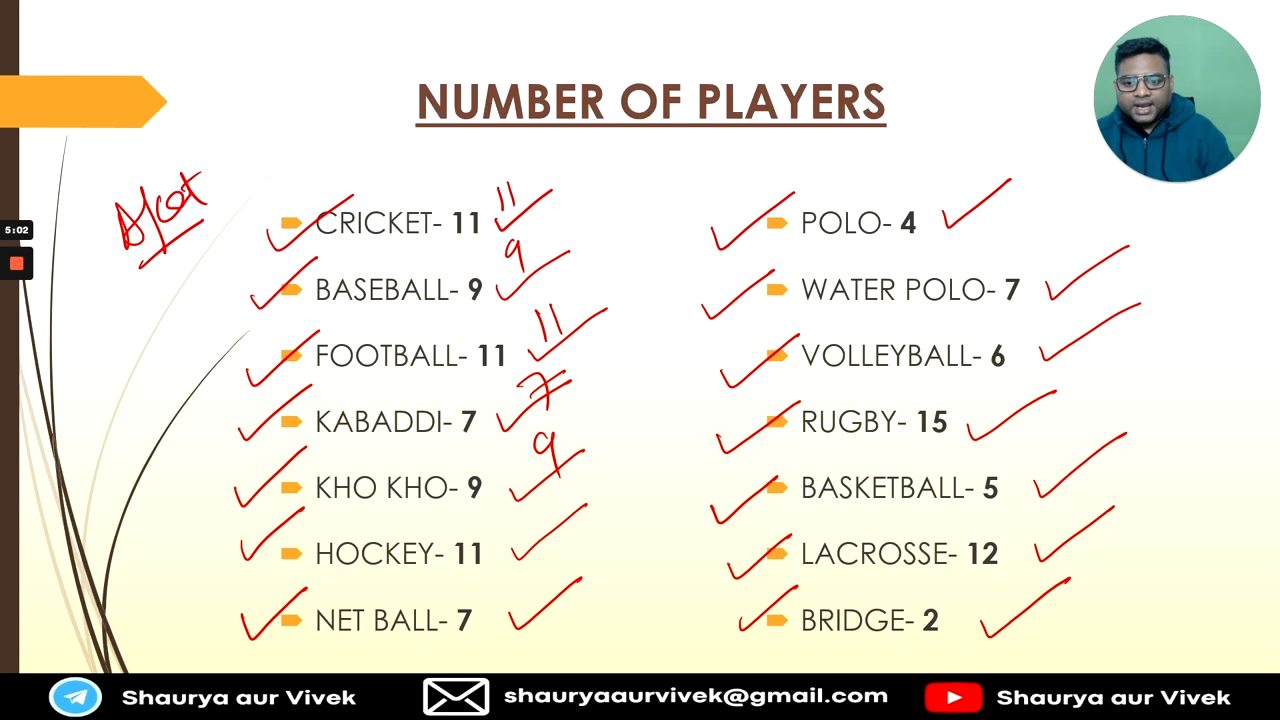 NUMBER OF PLAYERS
Afcat
5:02
CRICKET- 11
11
BASEBALL- 9
9
FOOTBALL- 11
11
KABADDI- 7
7
KHO KHO- 9
9
HOCKEY- 11
NET BALL- 7
POLO- 4
WATER POLO- 7
VOLLEYBALL- 6
RUGBY- 15
BASKETBALL- 5
LACROSSE- 12
BRIDGE- 2
Shaurya aur Vivek
shauryaaurvivek@gmail.com
Shaurya aur Vivek